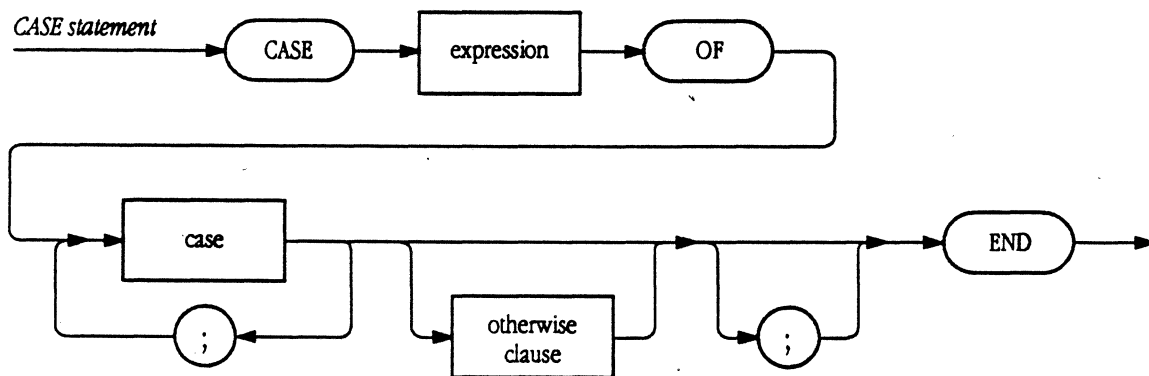 CASE statement
CASE
expression
OF
case
;
otherwise
clause
;
END